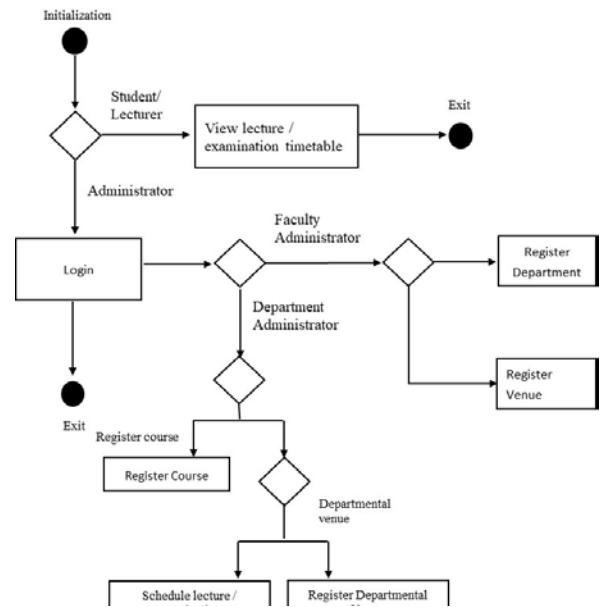 Initialization
Student/
Lecturer
View lecture /
examination timetable
Exit
Administrator
Login
Faculty
Administrator
Register
Department
Department
Administrator
Register
Venue
Exit
Register course
Register Course
Departmental
venue
Schedule lecture /
Register Departmental